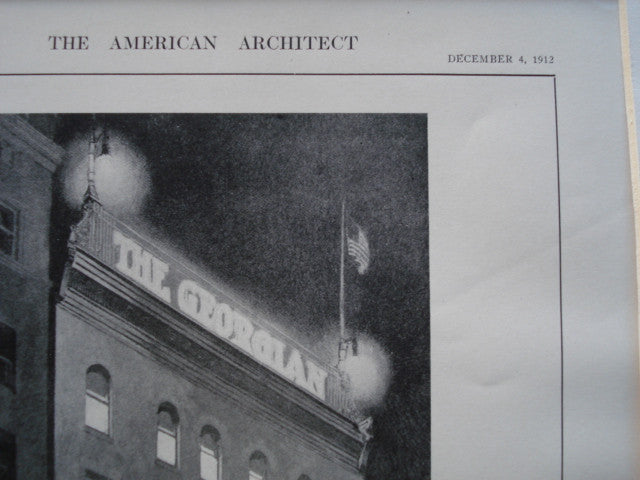 THE AMERICAN ARCHITECT
DECEMBER 4, 1912
THE GEORGIAN